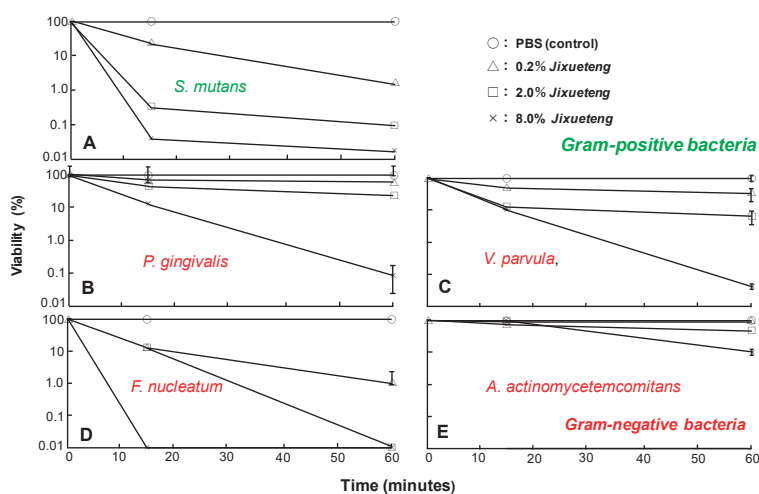 100
10
1.0
0.1
0.01
S. mutans
A
○ : PBS (control)
△ : 0.2% Jixueteng
□ : 2.0% Jixueteng
× : 8.0% Jixueteng
Gram-positive bacteria
Viability (%)
100
10
1.0
0.1
0.01
P. gingivalis
B
V. parvula,
C
100
10
1.0
0.1
0.01
F. nucleatum
D
0 10 20 30 40 50 60
A. actinomycetemcomitans
Gram-negative bacteria
E
0 10 20 30 40 50 60
Time (minutes)